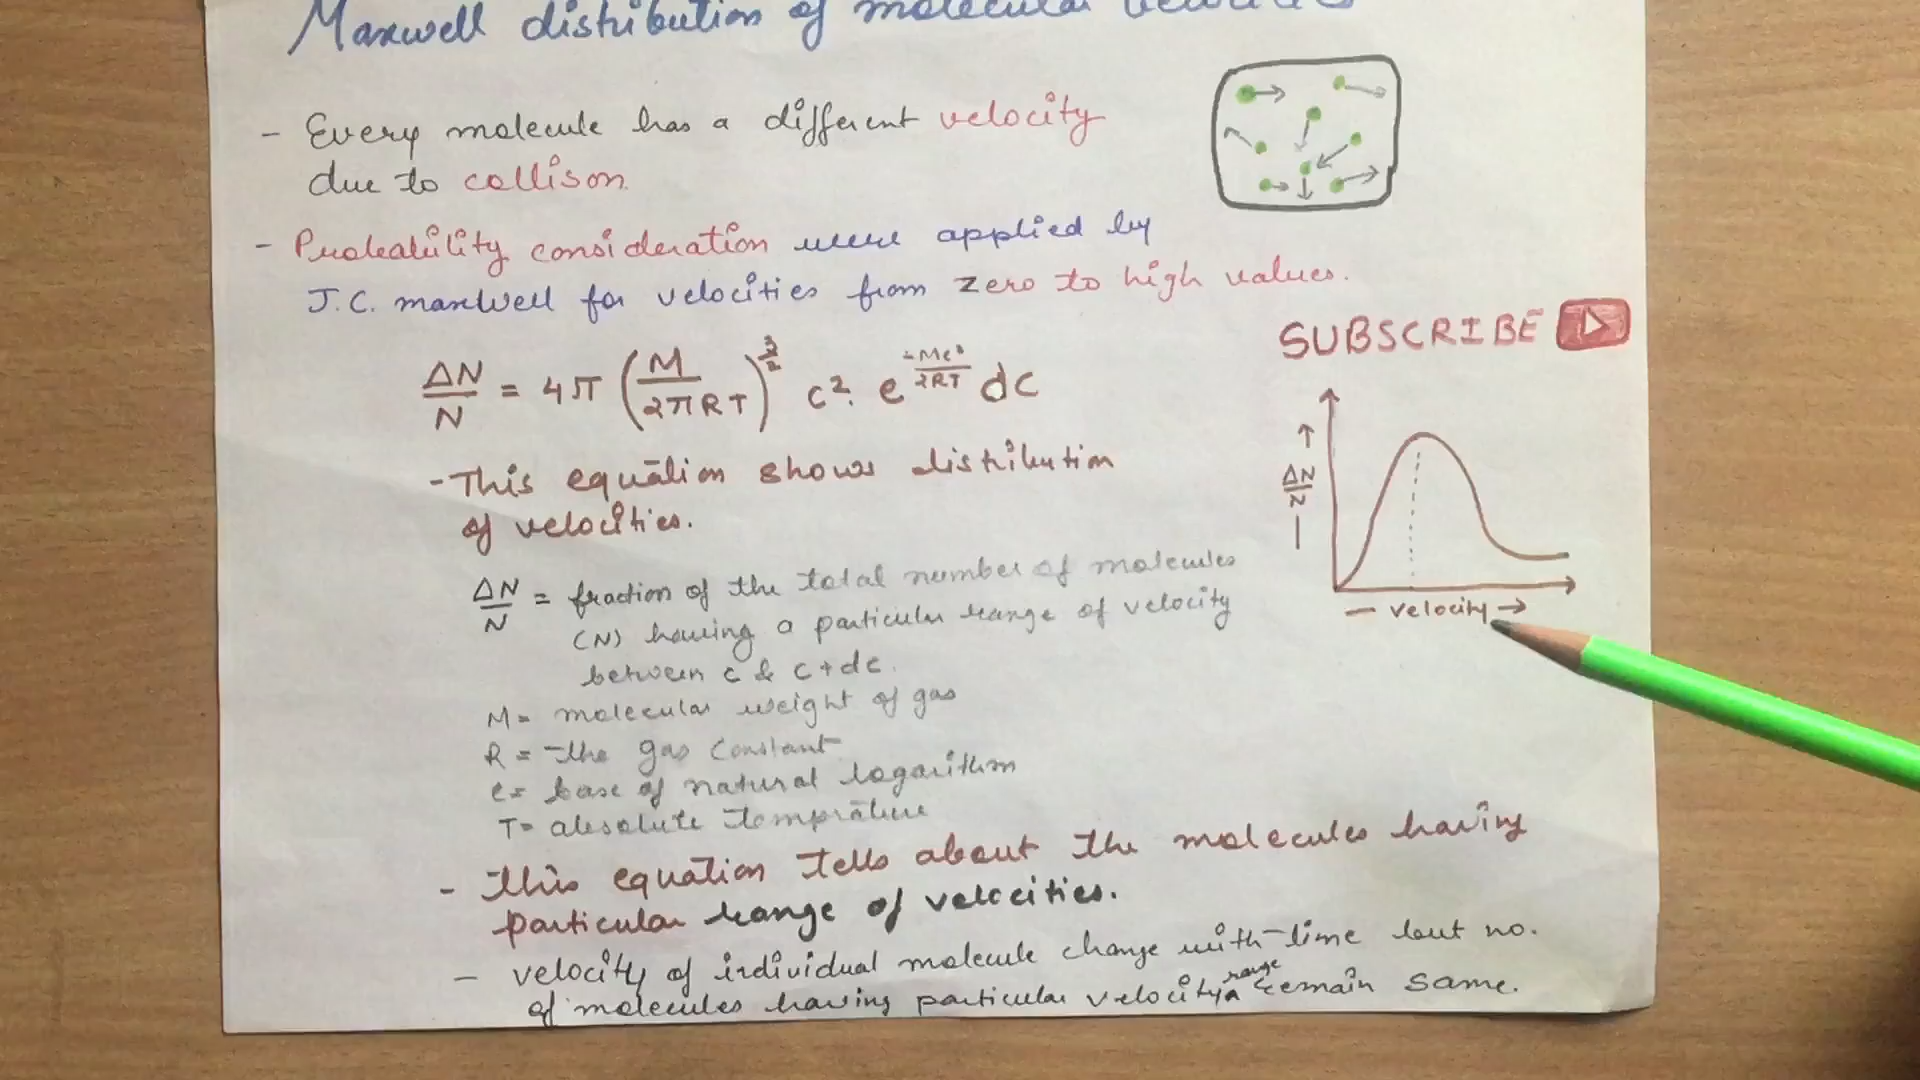 Maxwell distribution of molecular velocities
- Every molecule has a different velocity
due to collison.
- Probability consideration were applied by
J.C. maxwell for velocities from zero to high values.
SUBSCRIBE
ΔN/N = 4π (M/2πRT)^3/2 c². e^-Mc²/2RT dc
- This equation shows distribution
of velocities.
↑
ΔN/N
— velocity →
ΔN/N = fraction of the total number of molecules
(N) having a particular range of velocity
between c & c+dc.
M= molecular weight of gas
R = the gas constant
e= base of natural logarithm
T= absolute temprature
- this equation tells about the molecules having
particular range of velocities.
- velocity of individual molecule change with time but no.
of molecules having particular velocity range remain same.